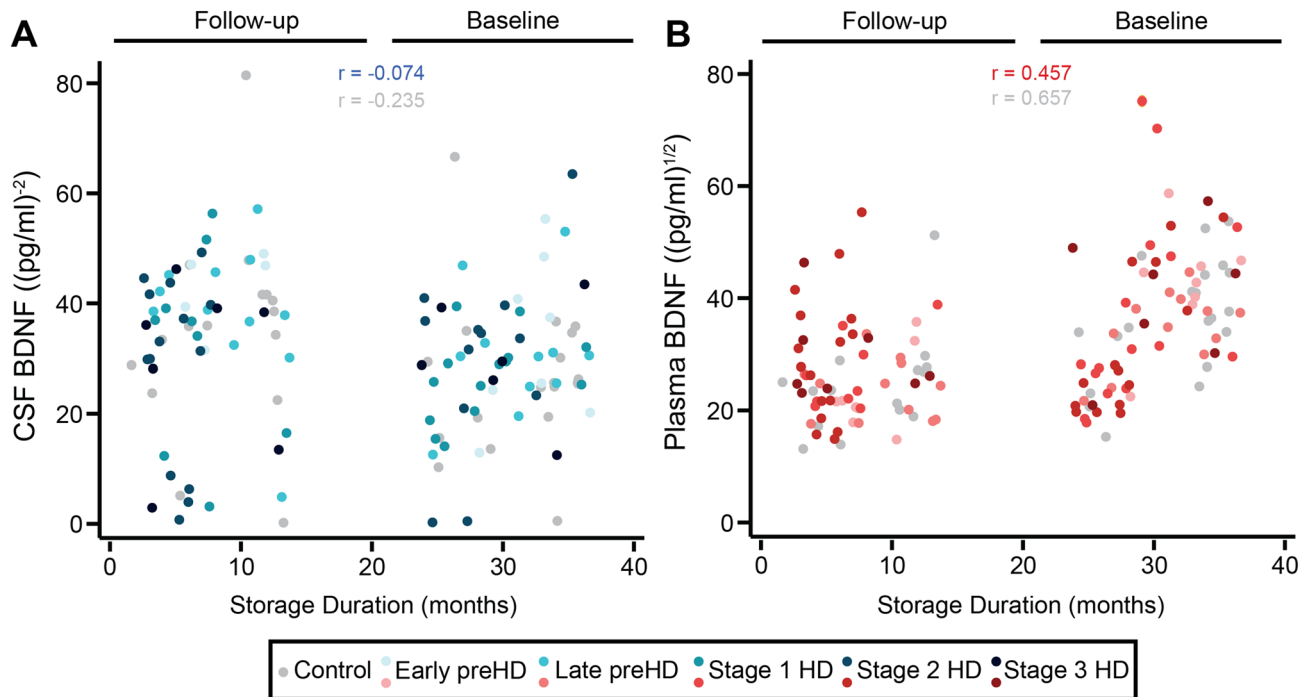 A
Follow-up
Baseline
r = -0.074
r = -0.235
CSF BDNF ((pg/ml)⁻²)
80
60
40
20
0
0 10 20 30 40
Storage Duration (months)
B
Follow-up
Baseline
r = 0.457
r = 0.657
Plasma BDNF ((pg/ml)¹/²)
80
60
40
20
0
0 10 20 30 40
Storage Duration (months)
Control Early preHD Late preHD Stage 1 HD Stage 2 HD Stage 3 HD